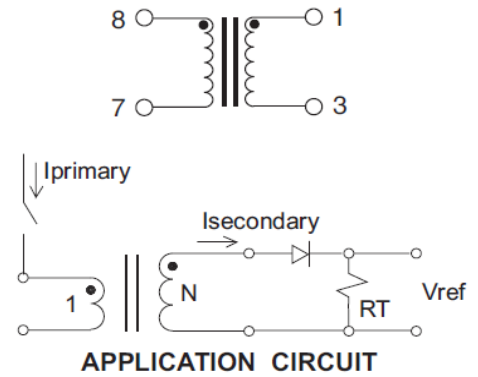 8 1
7 3
Iprimary
Isecondary
1 N RT Vref
APPLICATION CIRCUIT